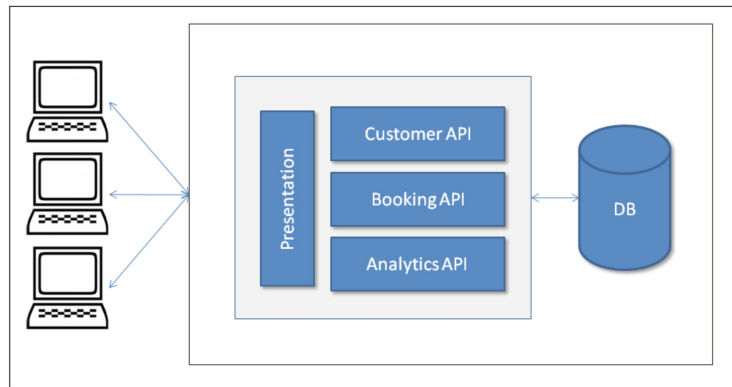 Presentation
Customer API
Booking API
Analytics API
DB